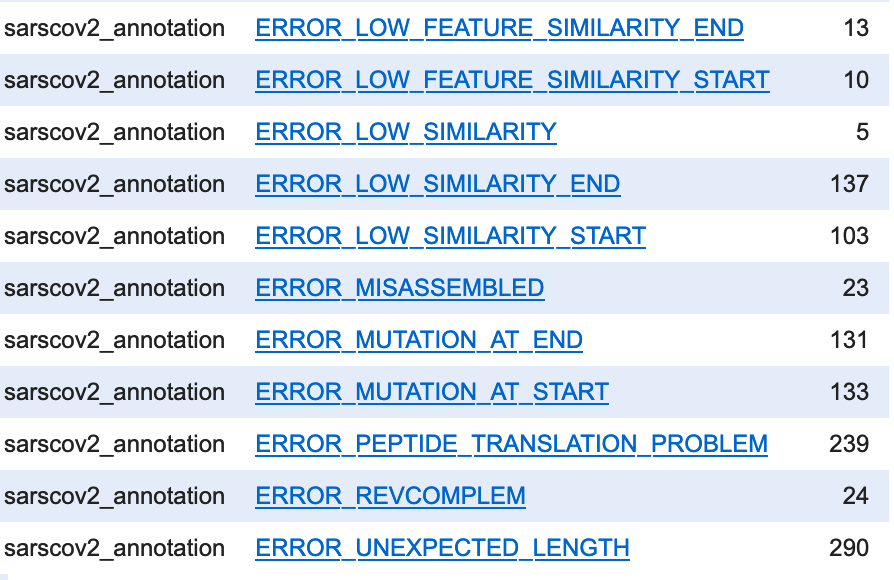 sarscov2_annotation ERROR_LOW_FEATURE_SIMILARITY_END 13
sarscov2_annotation ERROR_LOW_FEATURE_SIMILARITY_START 10
sarscov2_annotation ERROR_LOW_SIMILARITY 5
sarscov2_annotation ERROR_LOW_SIMILARITY_END 137
sarscov2_annotation ERROR_LOW_SIMILARITY_START 103
sarscov2_annotation ERROR_MISASSEMBLED 23
sarscov2_annotation ERROR_MUTATION_AT_END 131
sarscov2_annotation ERROR_MUTATION_AT_START 133
sarscov2_annotation ERROR_PEPTIDE_TRANSLATION_PROBLEM 239
sarscov2_annotation ERROR_REVCOMPLEM 24
sarscov2_annotation ERROR_UNEXPECTED_LENGTH 290